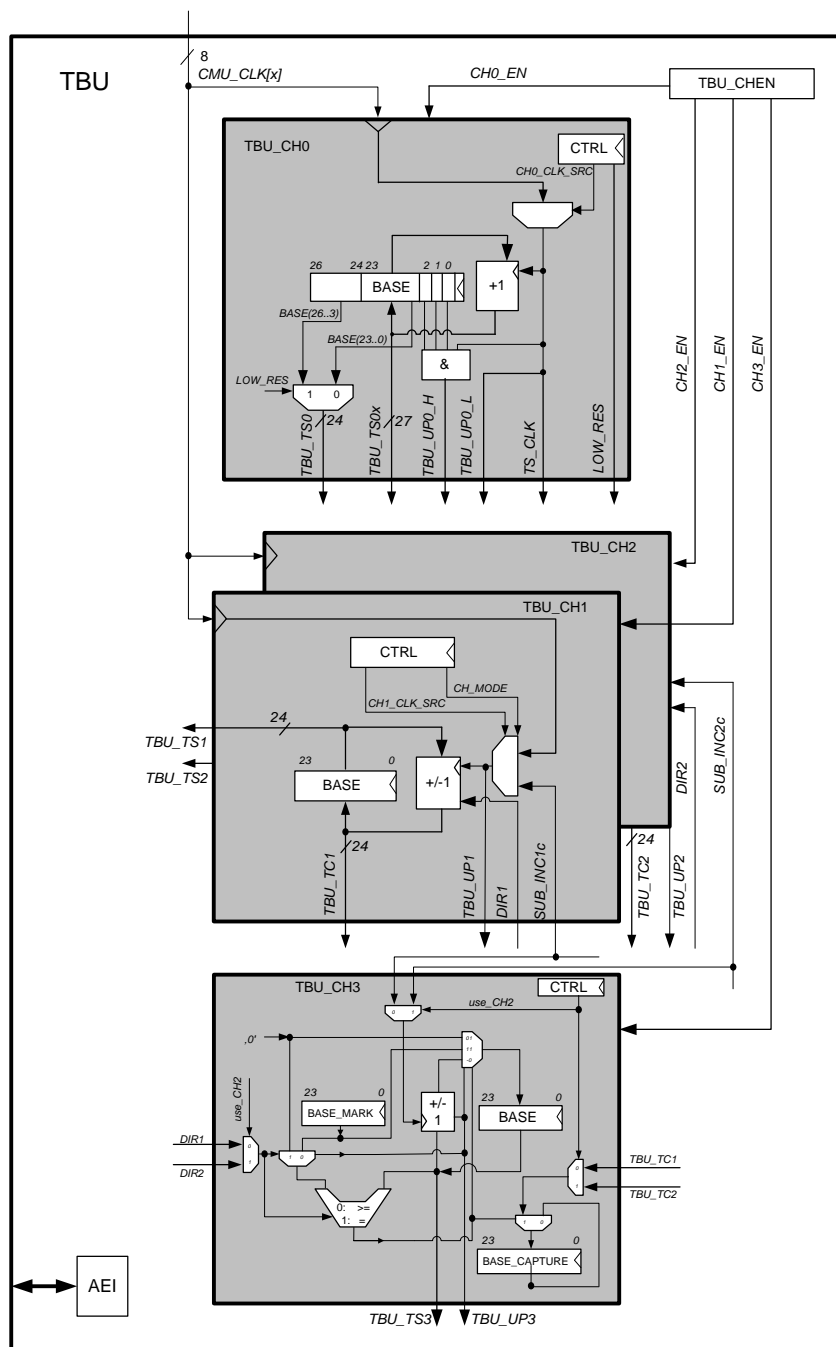 8
TBU
CMU_CLK[x]
CH0_EN
TBU_CHEN
TBU_CH0
CTRL
CH0_CLK_SRC
26 24 23 2 1 0
BASE
+1
BASE(26..3)
BASE(23..0)
&
LOW_RES
1 0
TBU_TS0
24
TBU_TS0x
27
TBU_UP0_H
TBU_UP0_L
TS_CLK
LOW_RES
CH2_EN
CH1_EN
CH3_EN
TBU_CH2
TBU_CH1
CTRL
CH_MODE
CH1_CLK_SRC
24
TBU_TS1
TBU_TS2
23 0
BASE
+/-1
24
TBU_TC1
TBU_UP1
DIR1
SUB_INC1c
24
TBU_TC2
TBU_UP2
DIR2
SUB_INC2c
TBU_CH3
CTRL
0 1
use_CH2
‚0'
01
11
-0
use_CH2
23 0
BASE_MARK
+/-
1
23 0
BASE
DIR1
0
DIR2
1
1 0
0: >=
1: =
0
TBU_TC1
1
TBU_TC2
1 0
23 0
BASE_CAPTURE
AEI
TBU_TS3
TBU_UP3